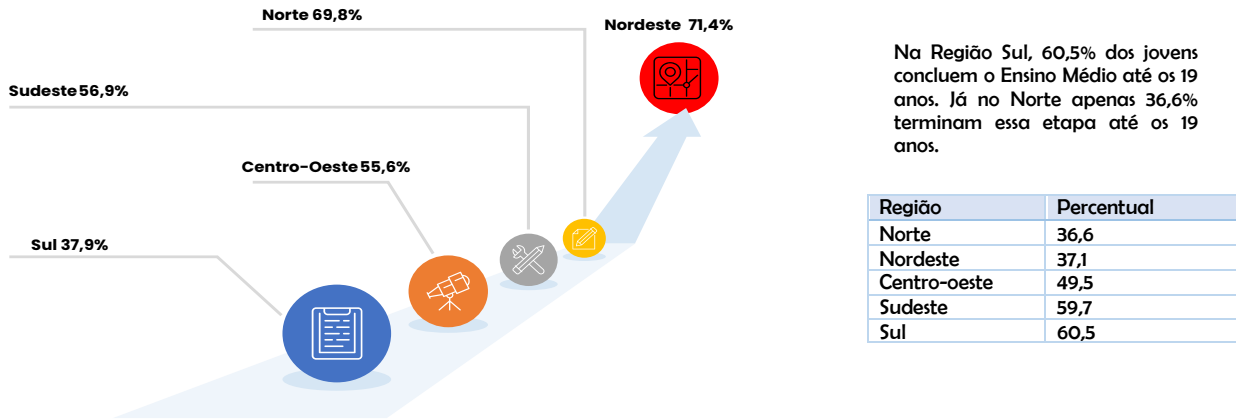 Norte 69,8%
Nordeste 71,4%
Sudeste 56,9%
Centro-Oeste 55,6%
Sul 37,9%
Na Região Sul, 60,5% dos jovens
concluem o Ensino Médio até os 19
anos. Já no Norte apenas 36,6%
terminam essa etapa até os 19
anos.
Região Percentual
Norte 36,6
Nordeste 37,1
Centro-oeste 49,5
Sudeste 59,7
Sul 60,5